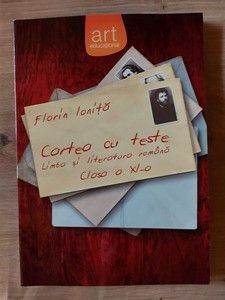 art
educațional
Florin Ioniță
Cartea cu teste
Limba și literatura română
Clasa a XI-a